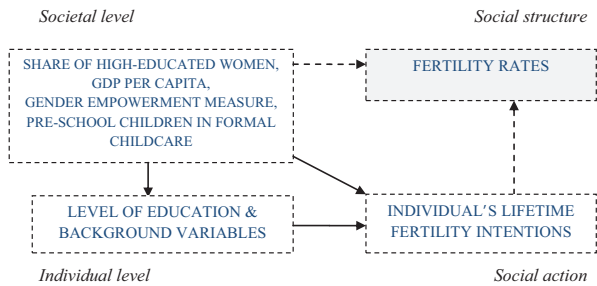 Societal level
Social structure
SHARE OF HIGH-EDUCATED WOMEN,
GDP PER CAPITA,
GENDER EMPOWERMENT MEASURE,
PRE-SCHOOL CHILDREN IN FORMAL
CHILDCARE
FERTILITY RATES
LEVEL OF EDUCATION &
BACKGROUND VARIABLES
INDIVIDUAL'S LIFETIME
FERTILITY INTENTIONS
Individual level
Social action